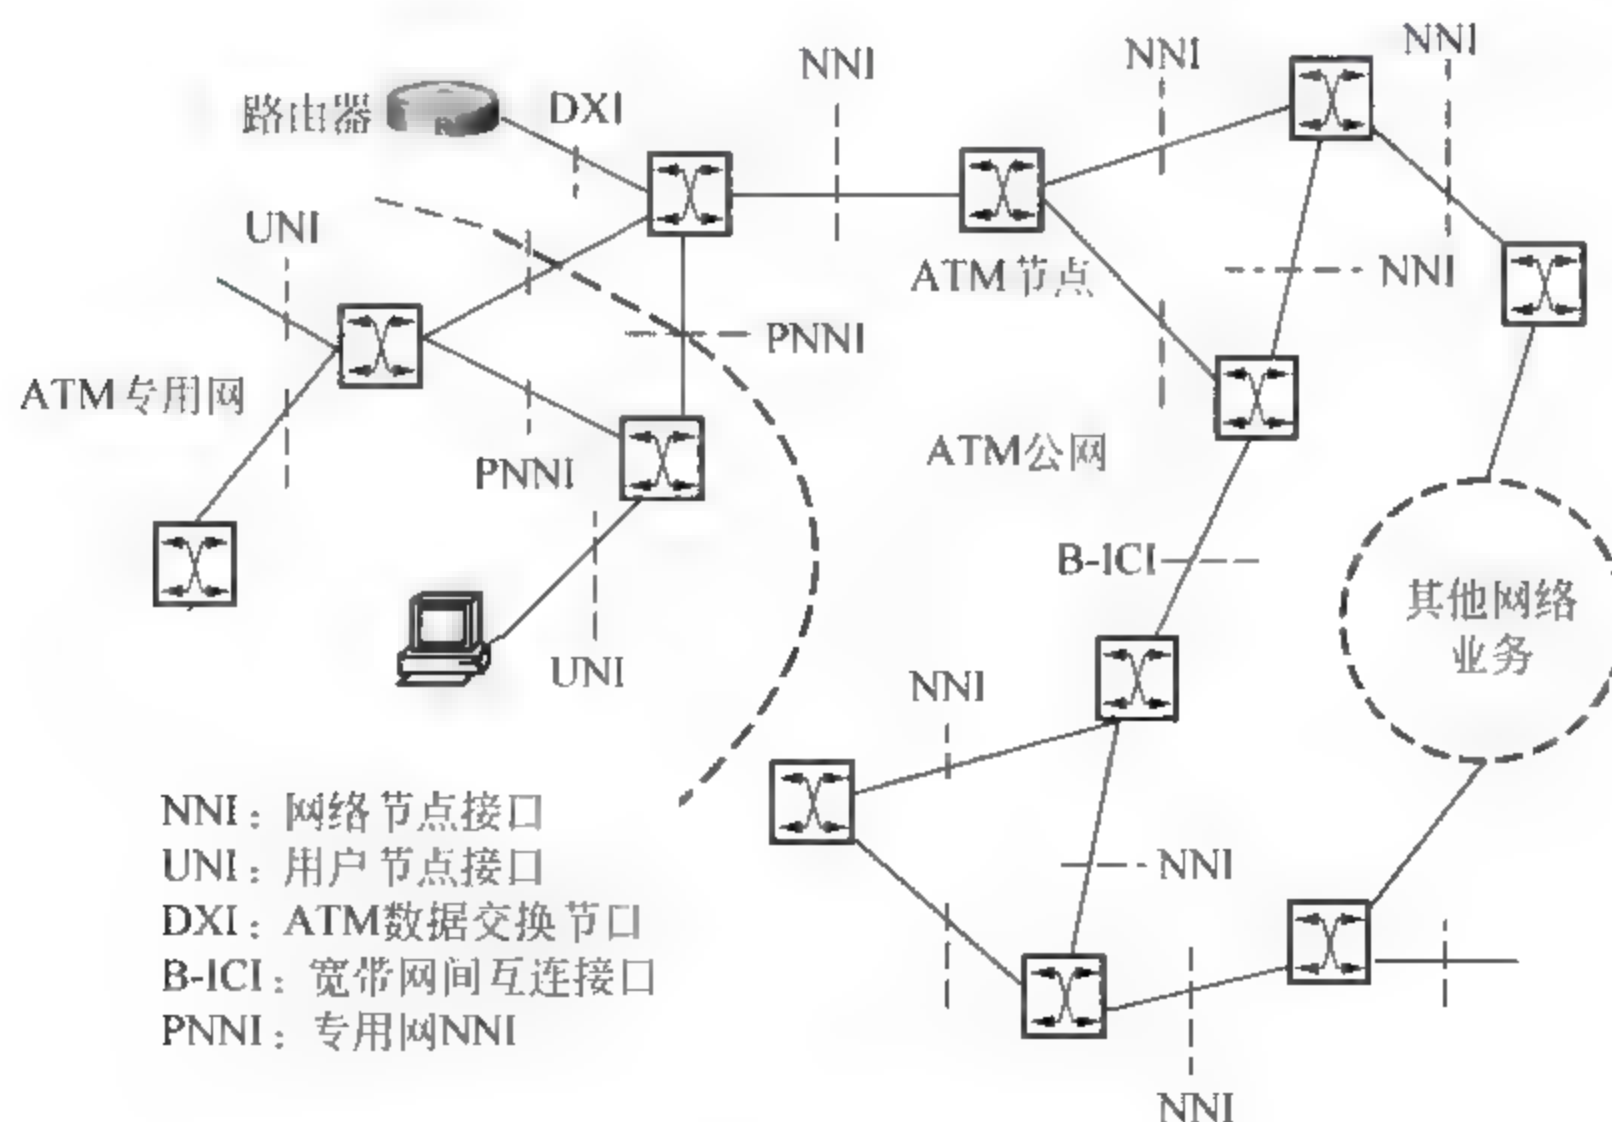 NNI
NNI
NNI
路由器
DXI
UNI
ATM节点
NNI
PNNI
ATM专用网
ATM公网
PNNI
B-ICI
其他网络
业务
UNI
NNI
NNI：网络节点接口
UNI：用户节点接口
NNI
DXI：ATM数据交换节口
B-ICI：宽带网间互连接口
PNNI：专用网NNI
NNI